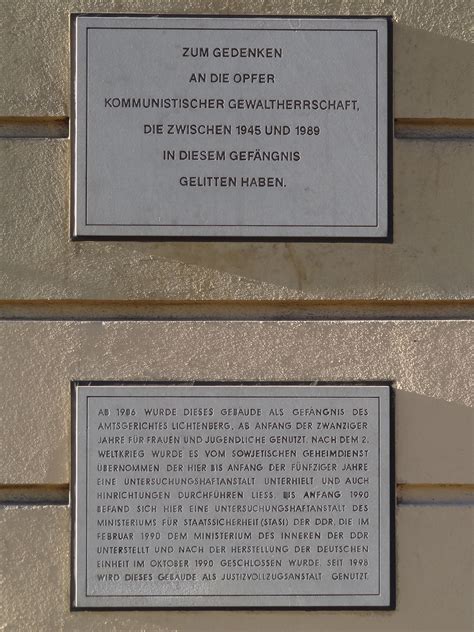 ZUM GEDENKEN
AN DIE OPFER
KOMMUNISTISCHER GEWALTHERRSCHAFT,
DIE ZWISCHEN 1945 UND 1989
IN DIESEM GEFÄNGNIS
GELITTEN HABEN.
AB 1906 WURDE DIESES GEBÄUDE ALS GEFÄNGNIS DES
AMTSGERICHTES LICHTENBERG, AB ANFANG DER ZWANZIGER
JAHRE FÜR FRAUEN UND JUGENDLICHE GENUTZT. NACH DEM 2.
WELTKRIEG WURDE ES VOM SOWJETISCHEN GEHEIMDIENST
ÜBERNOMMEN DER HIER BIS ANFANG DER FÜNFZIGER JAHRE
EINE UNTERSUCHUNGSHAFTANSTALT UNTERHIELT UND AUCH
HINRICHTUNGEN DURCHFÜHREN LIESS. BIS ANFANG 1990
BEFAND SICH HIER EINE UNTERSUCHUNGSHAFTANSTALT DES
MINISTERIUMS FÜR STAATSSICHERHEIT (STASI) DER DDR, DIE IM
FEBRUAR 1990 DEM MINISTERIUM DES INNEREN DER DDR
UNTERSTELLT UND NACH DER HERSTELLUNG DER DEUTSCHEN
EINHEIT IM OKTOBER 1990 GESCHLOSSEN WURDE. SEIT 1998
WIRD DIESES GEBÄUDE ALS JUSTIZVOLLZUGSANSTALT GENUTZT.